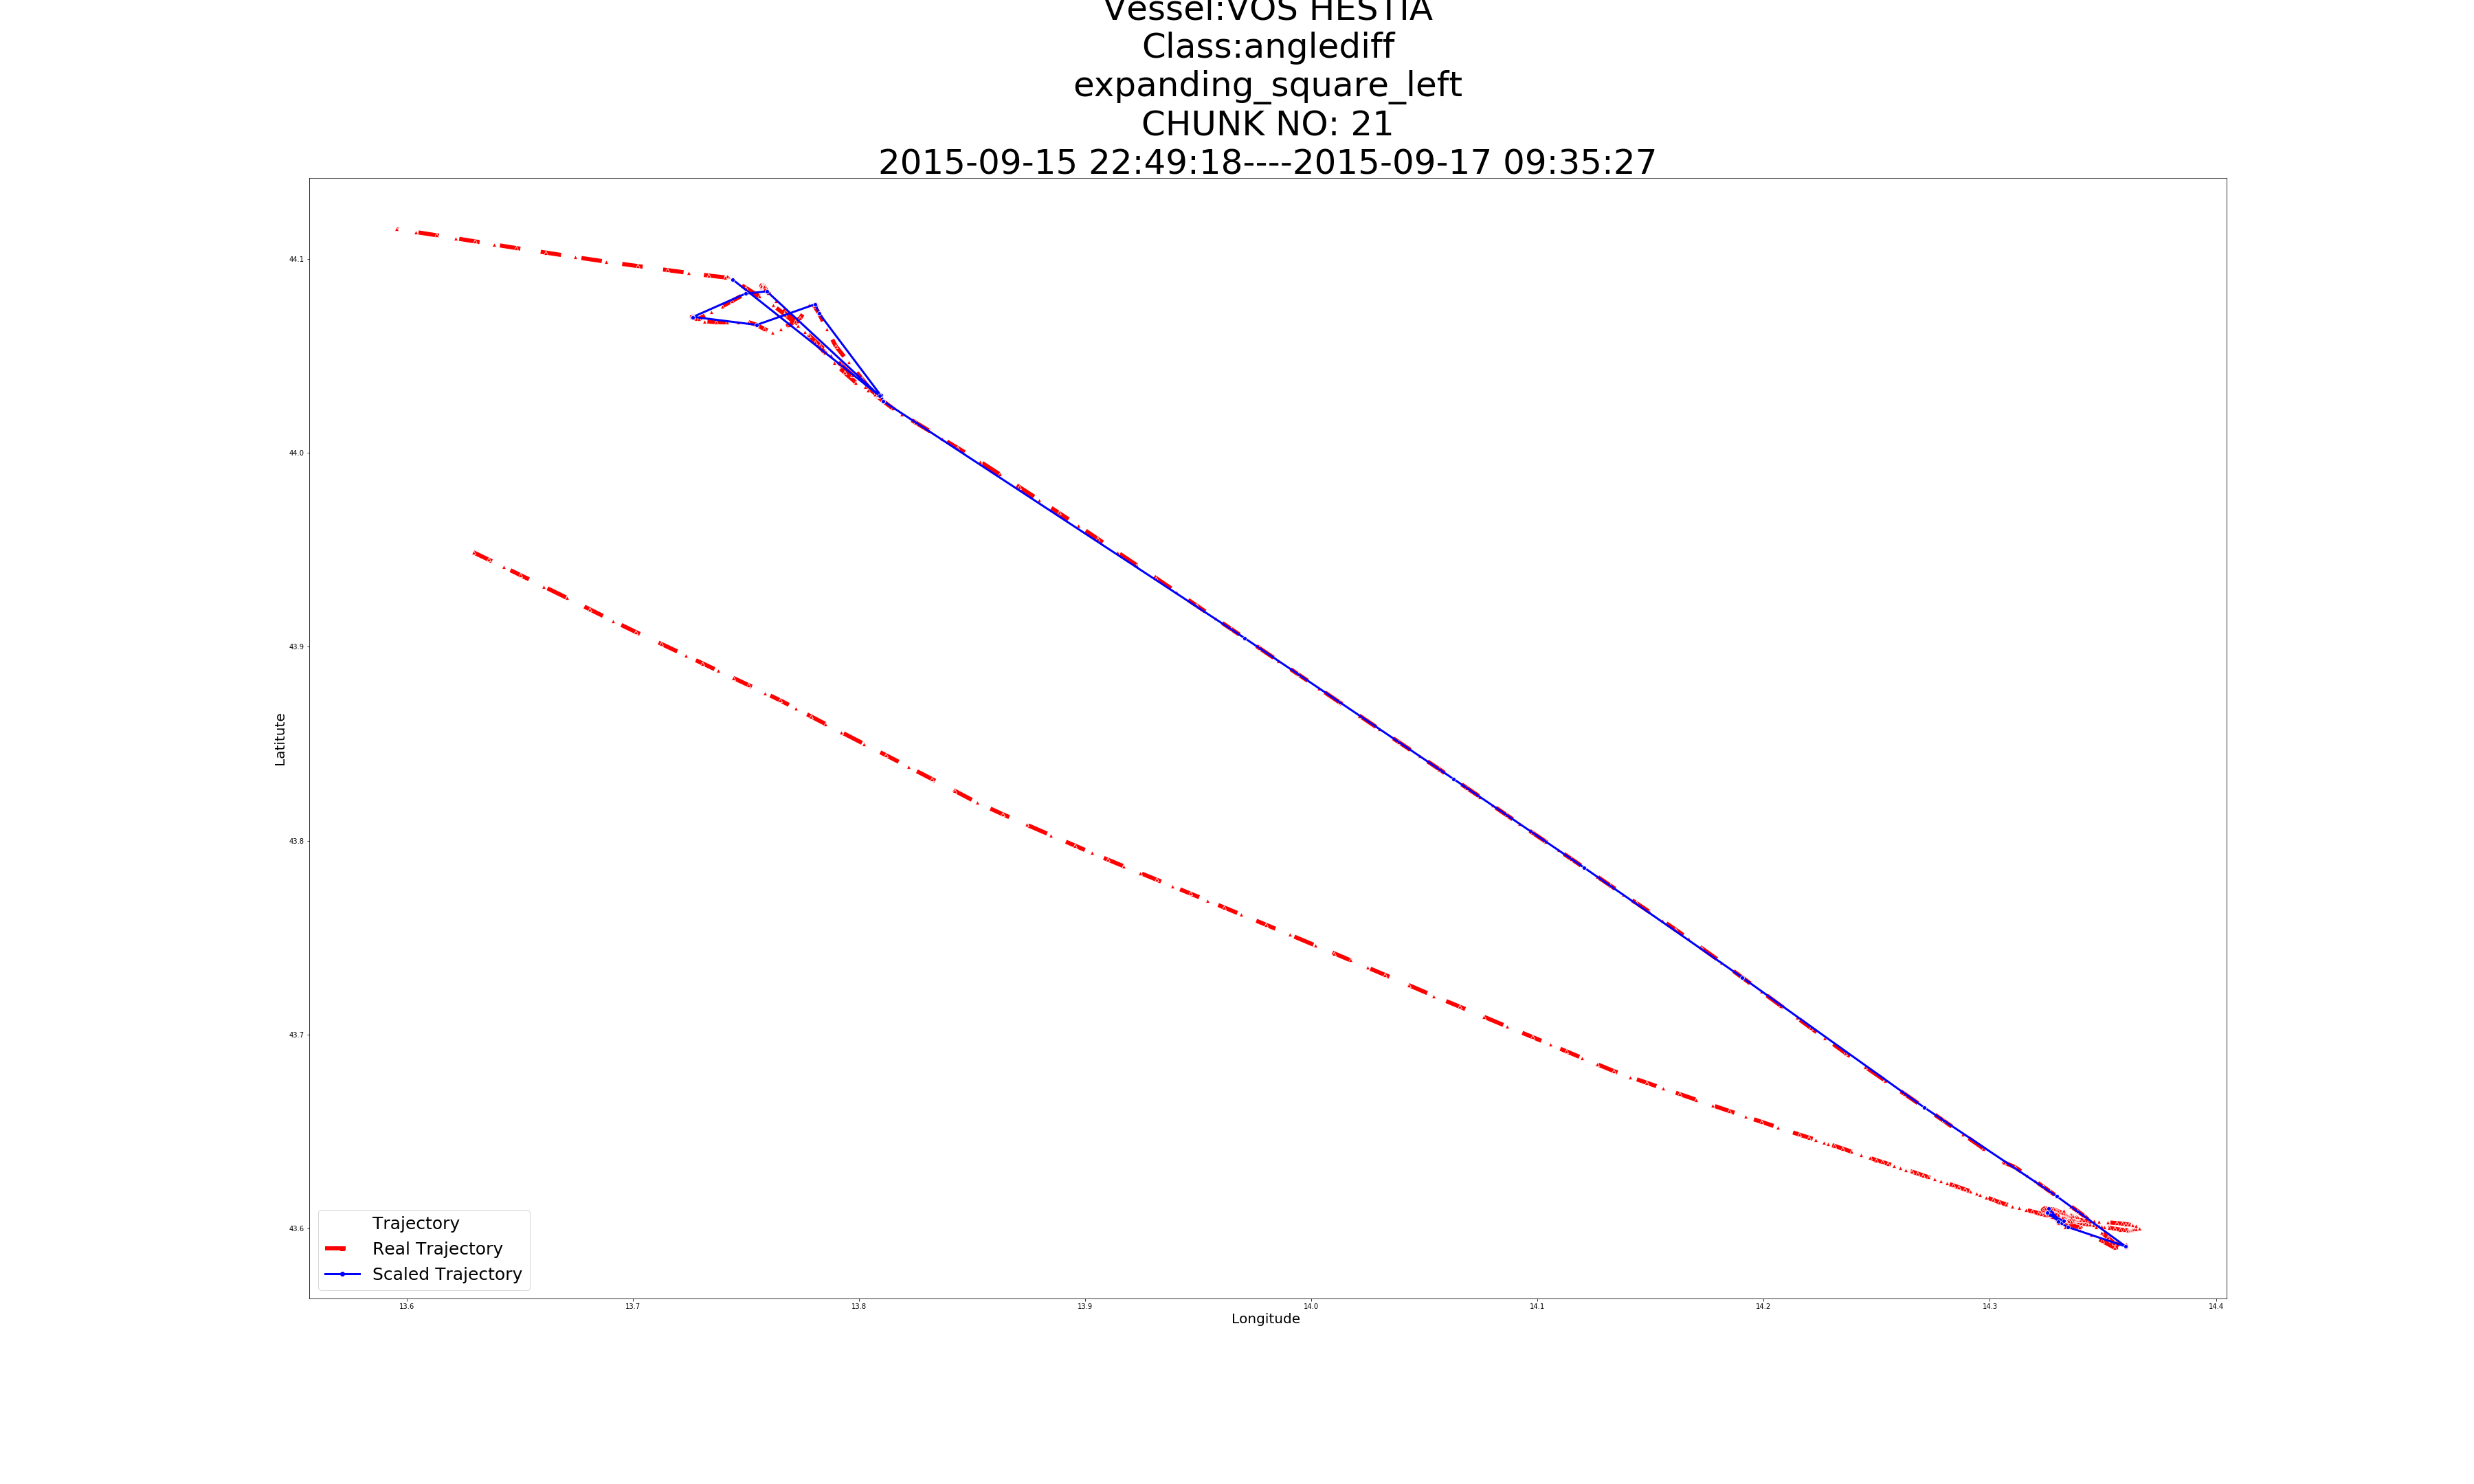 Vessel:VOS HESTIA
Class:anglediff
expanding_square_left
CHUNK NO: 21
2015-09-15 22:49:18----2015-09-17 09:35:27
44.1
44.0
43.9
43.8
43.7
43.6
Latitute
Trajectory
Real Trajectory
Scaled Trajectory
13.6 13.7 13.8 13.9 14.0 14.1 14.2 14.3 14.4
Longitude